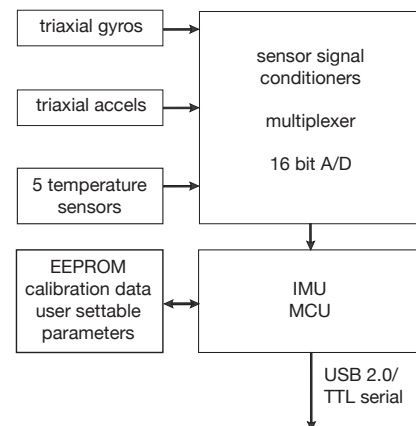 triaxial gyros
triaxial accels
5 temperature
sensors
sensor signal
conditioners
multiplexer
16 bit A/D
EEPROM
calibration data
user settable
parameters
IMU
MCU
USB 2.0/
TTL serial